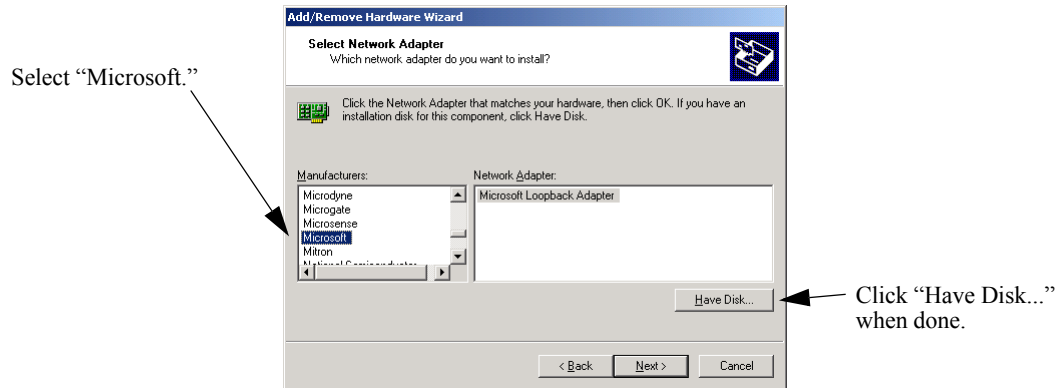 Add/Remove Hardware Wizard
Select Network Adapter
Which network adapter do you want to install?
Select “Microsoft.”
Click the Network Adapter that matches your hardware, then click OK. If you have an
installation disk for this component, click Have Disk.
Manufacturers:
Network Adapter:
Microdyne
Microsoft Loopback Adapter
Microgate
Microsense
Microsoft
Mitron
Have Disk...
Click “Have Disk...”
when done.
< Back
Next >
Cancel